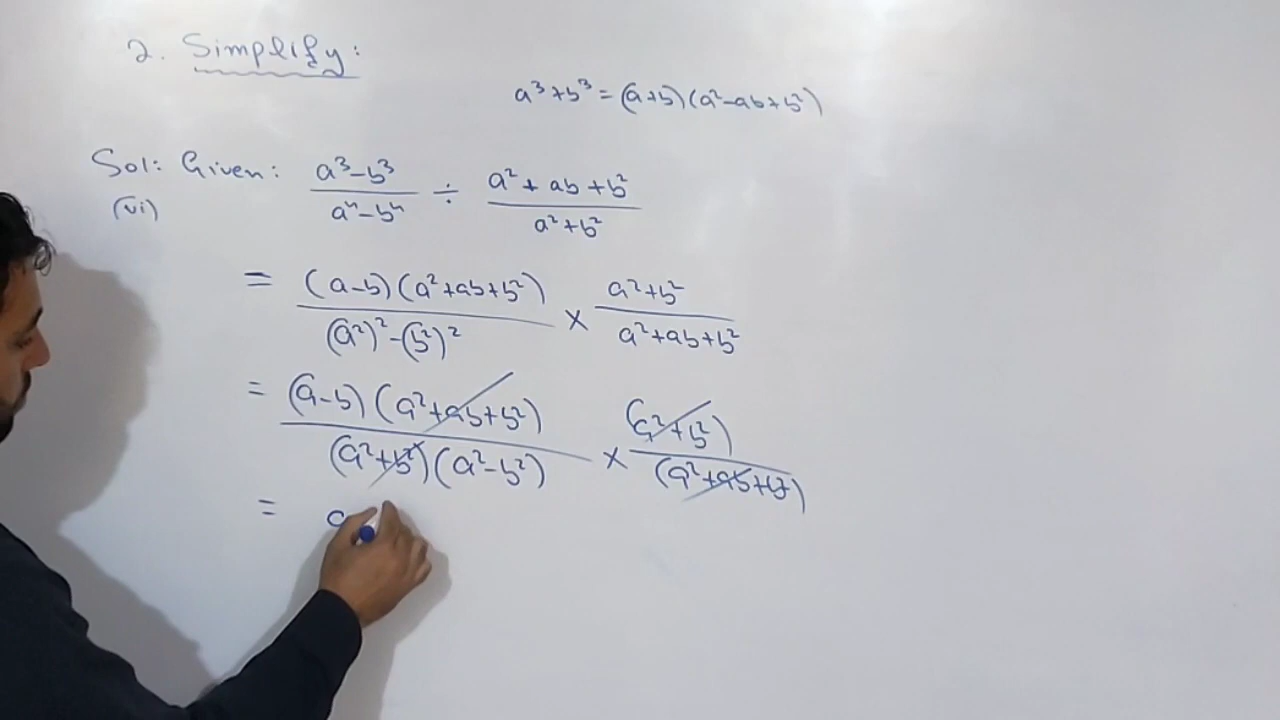 2. Simplify:
a³+b³=(a+b)(a²-ab+b²)
Sol: Given: (a³-b³)/(a⁴-b⁴) ÷ (a²+ab+b²)/(a²+b²)
(vi)
= (a-b)(a²+ab+b²)/((a²)²-(b²)²) × (a²+b²)/(a²+ab+b²)
= (a-b)(a²+ab+b²)/((a²+b²)(a²-b²)) × (a²+b²)/(a²+ab+b²)
= a